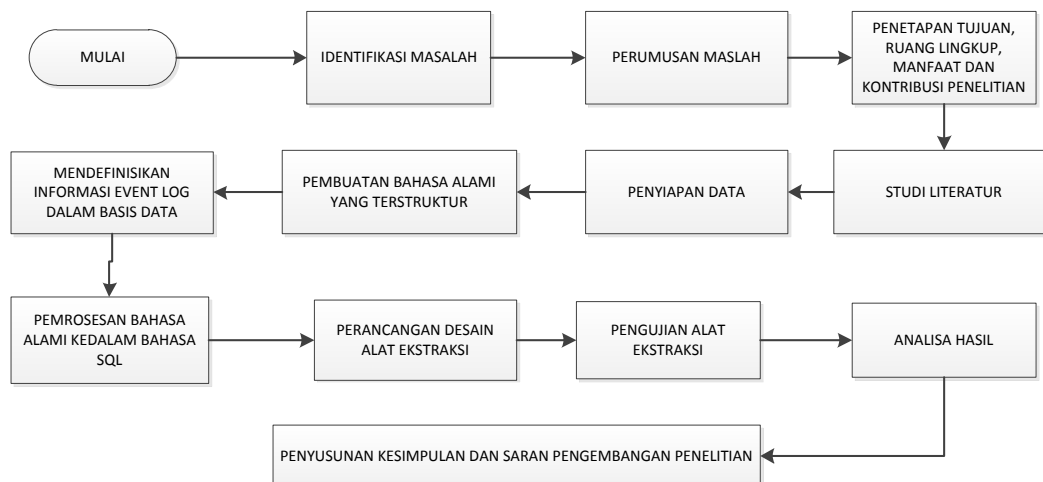 MULAI
IDENTIFIKASI MASALAH
PERUMUSAN MASLAH
PENETAPAN TUJUAN,
RUANG LINGKUP,
MANFAAT DAN
KONTRIBUSI PENELITIAN
STUDI LITERATUR
PENYIAPAN DATA
PEMBUATAN BAHASA ALAMI
YANG TERSTRUKTUR
MENDEFINISIKAN
INFORMASI EVENT LOG
DALAM BASIS DATA
PEMROSESAN BAHASA
ALAMI KEDALAM BAHASA
SQL
PERANCANGAN DESAIN
ALAT EKSTRAKSI
PENGUJIAN ALAT
EKSTRAKSI
ANALISA HASIL
PENYUSUNAN KESIMPULAN DAN SARAN PENGEMBANGAN PENELITIAN